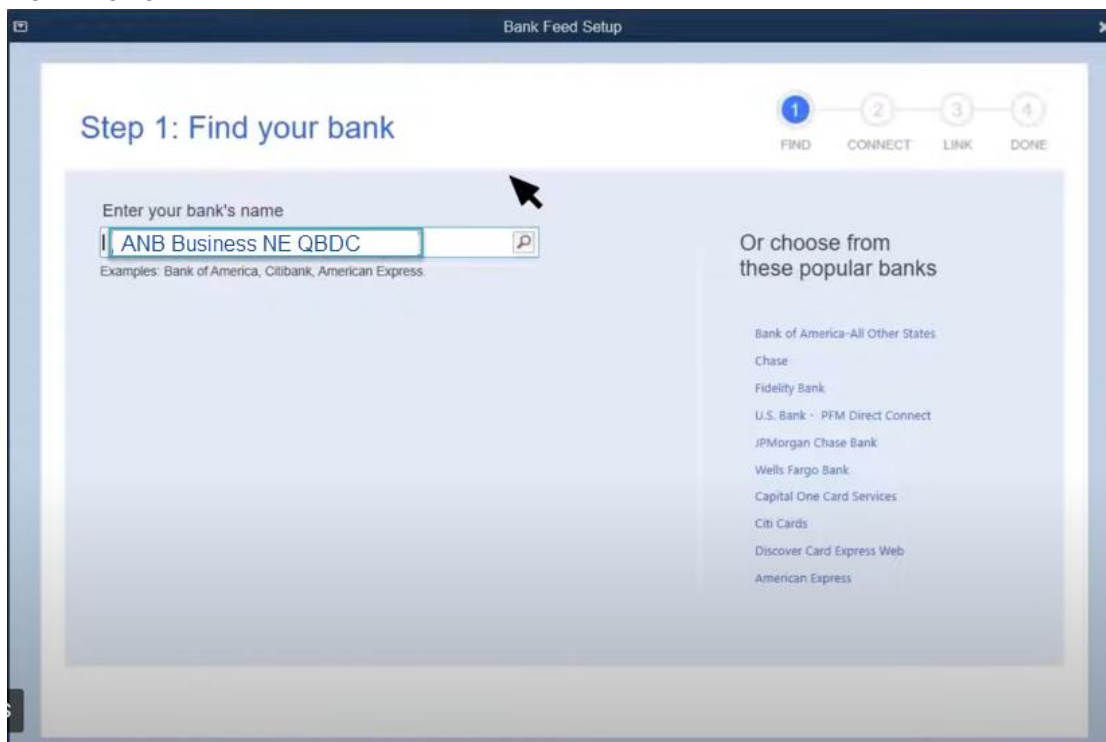 Bank Feed Setup
Step 1: Find your bank
1 2 3 4
FIND CONNECT LINK DONE
Enter your bank's name
ANB Business NE QBDC
Examples: Bank of America, Citibank, American Express.
Or choose from
these popular banks
Bank of America-All Other States
Chase
Fidelity Bank
U.S. Bank - PFM Direct Connect
JPMorgan Chase Bank
Wells Fargo Bank
Capital One Card Services
Citi Cards
Discover Card Express Web
American Express